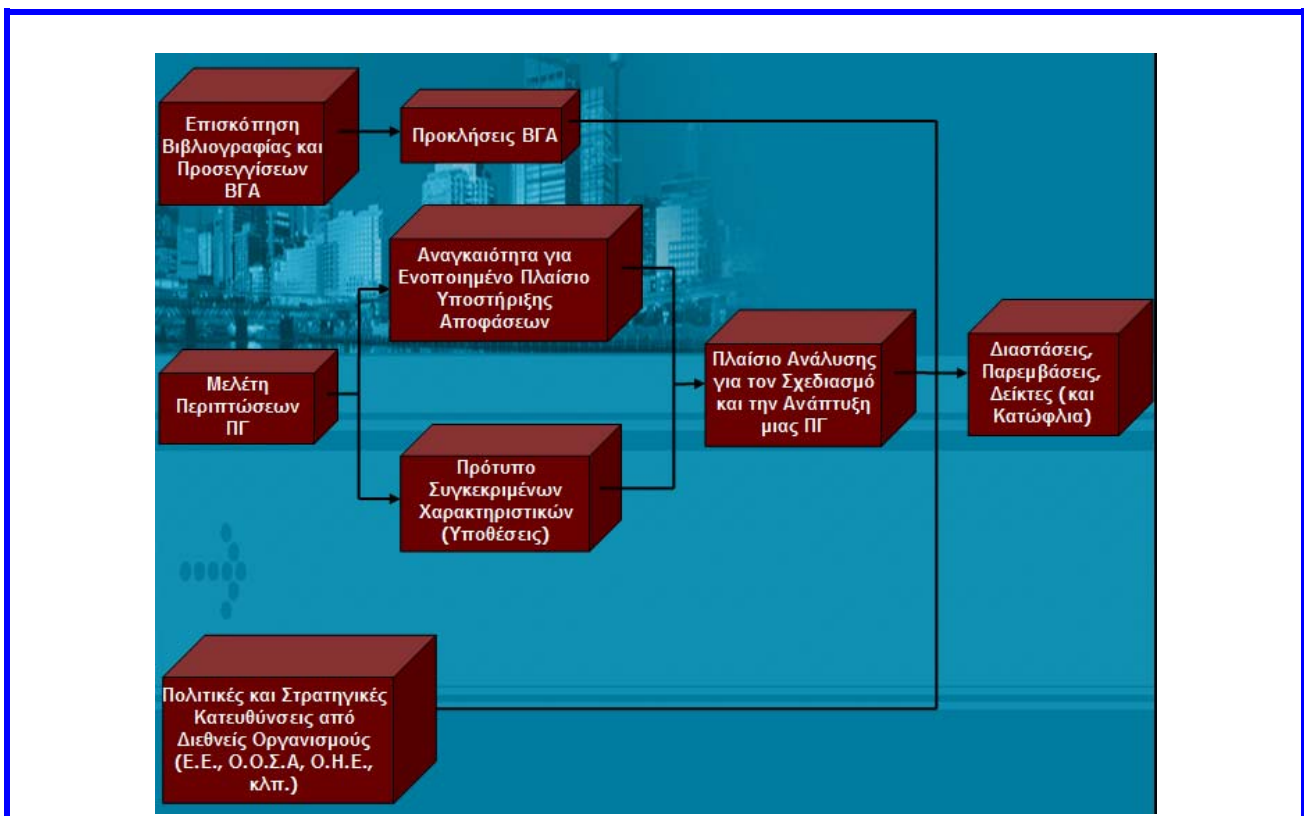 Επισκόπηση
Βιβλιογραφίας και
Προσεγγίσεων
ΒΓΑ
Προκλήσεις ΒΓΑ
Αναγκαιότητα για
Ενοποιημένο Πλαίσιο
Υποστήριξης
Αποφάσεων
Μελέτη
Περιπτώσεων
ΠΓ
Πρότυπο
Συγκεκριμένων
Χαρακτηριστικών
(Υποθέσεις)
Πλαίσιο Ανάλυσης
για τον Σχεδιασμό
και την Ανάπτυξη
μιας ΠΓ
Διαστάσεις,
Παρεμβάσεις,
Δείκτες (και
Κατώφλια)
Πολιτικές και Στρατηγικές
Κατευθύνσεις από
Διεθνείς Οργανισμούς
(Ε.Ε., Ο.Ο.Σ.Α, Ο.Η.Ε.,
κλπ.)